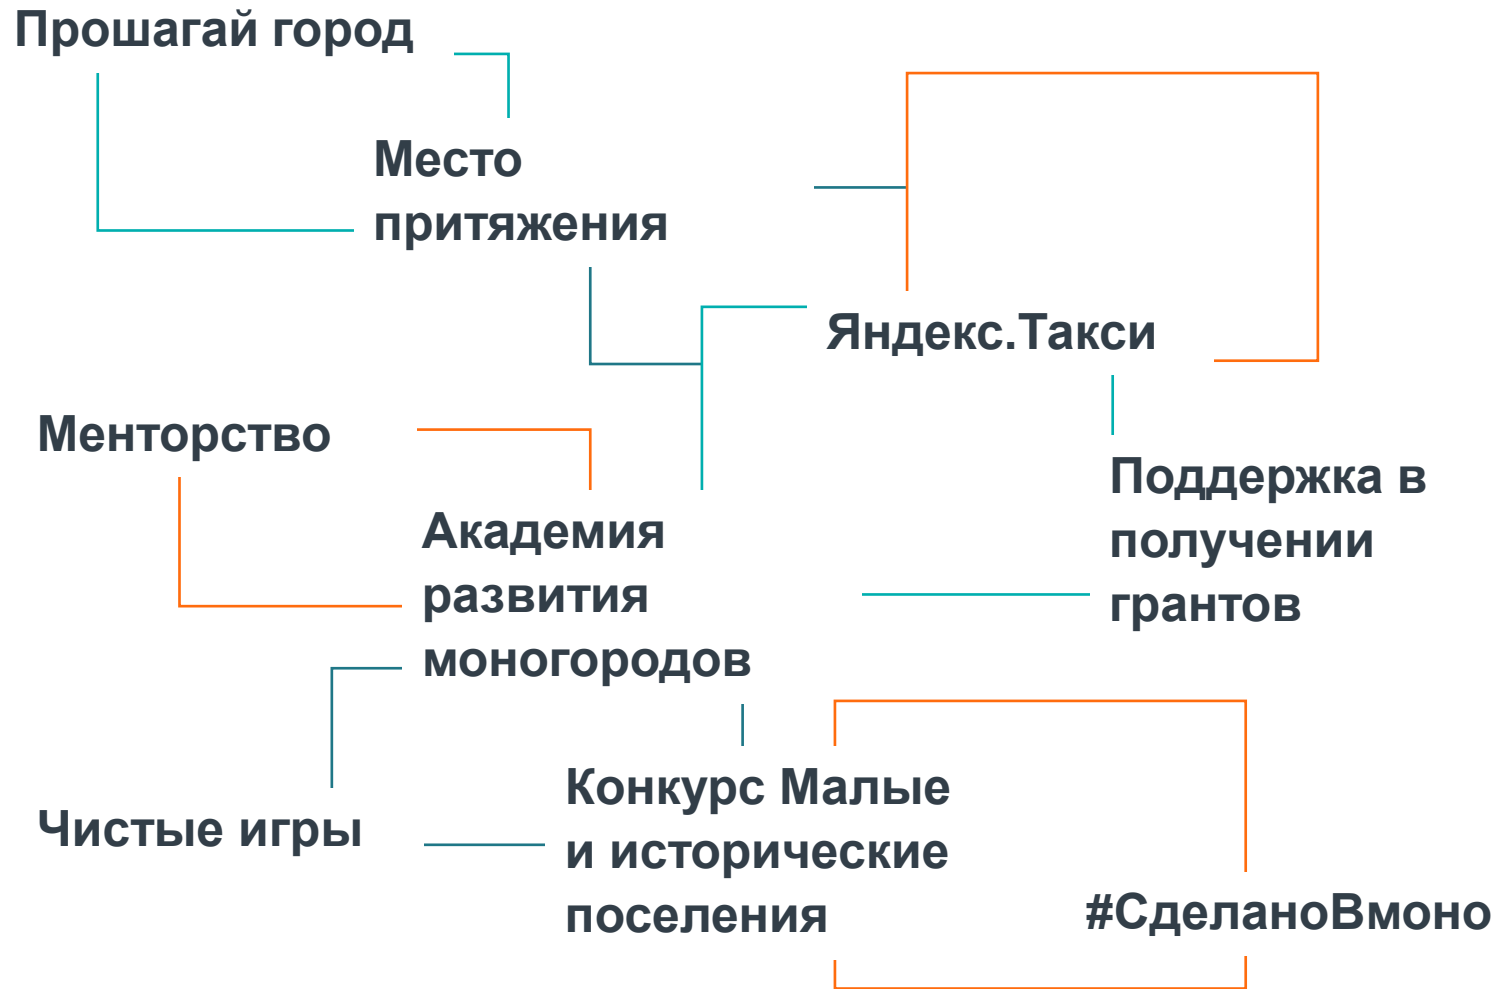 Прошагай город
Место
притяжения
Яндекс.Такси
Менторство
Поддержка в
получении
грантов
Академия
развития
моногородов
Конкурс Малые
и исторические
поселения
Чистые игры
#СделаноВмоно